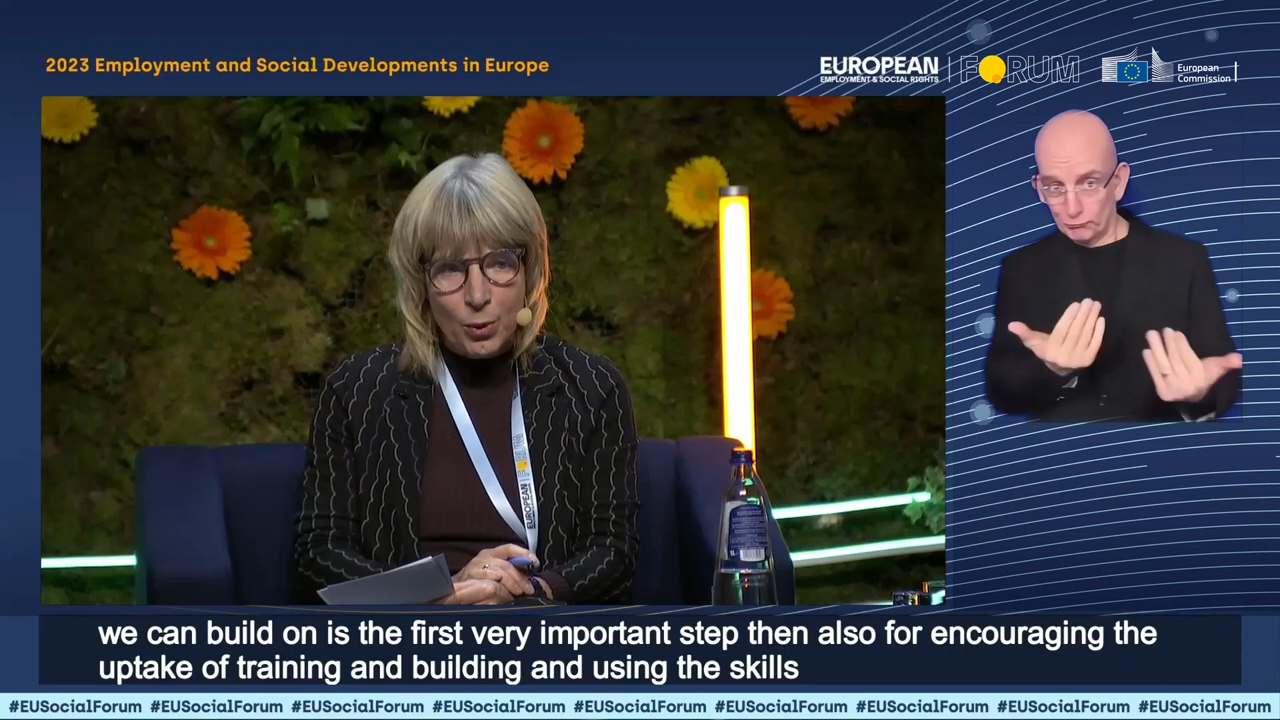 2023 Employment and Social Developments in Europe
EUROPEAN
EMPLOYMENT & SOCIAL RIGHTS
FORUM
European
Commission
EUROPEAN
we can build on is the first very important step then also for encouraging the
uptake of training and building and using the skills
#EUSocialForum #EUSocialForum #EUSocialForum #EUSocialForum #EUSocialForum #EUSocialForum #EUSocialForum #EUSocialForum #EUSocialForum